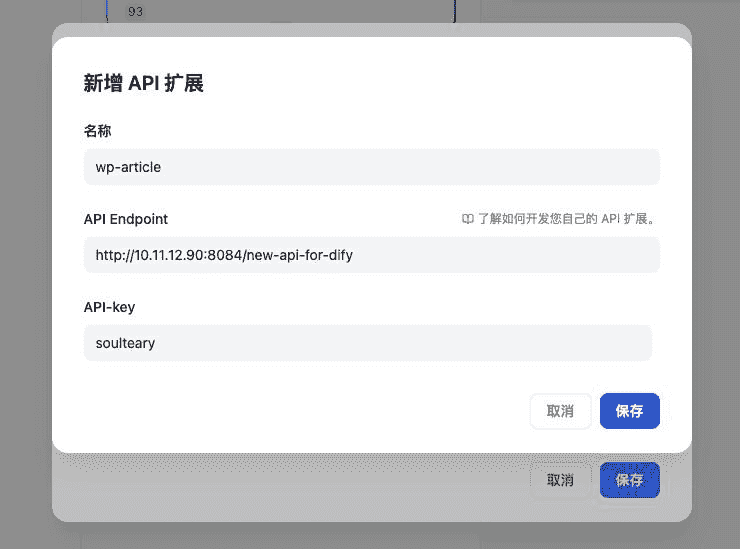 93
新增 API 扩展
名称
wp-article
API Endpoint
了解如何开发您自己的 API 扩展。
http://10.11.12.90:8084/new-api-for-dify
API-key
soulteary
取消
保存
取消
保存